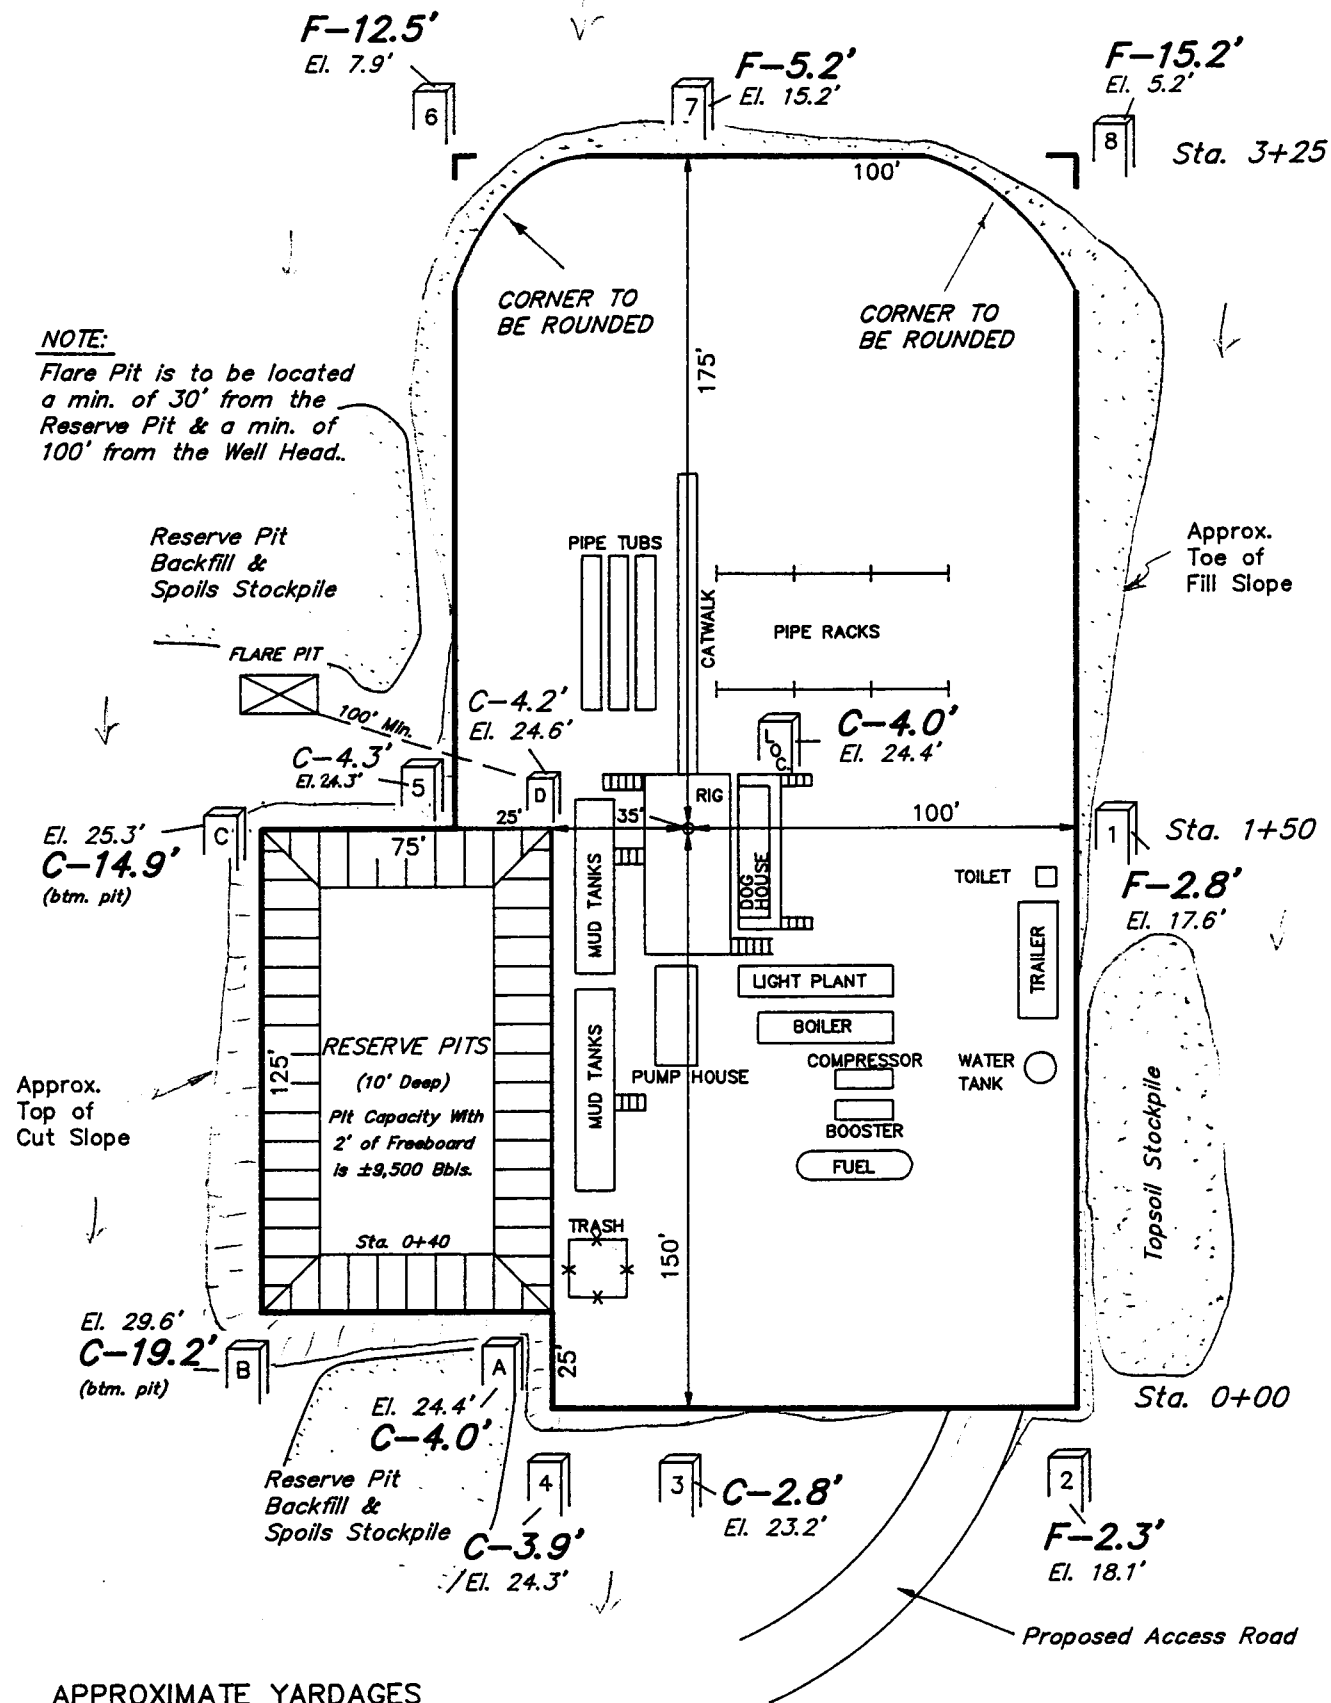 F-12.5'
El. 7.9'
6
F-5.2'
El. 15.2'
7
F-15.2'
El. 5.2'
8
Sta. 3+25
100'
CORNER TO
BE ROUNDED
CORNER TO
BE ROUNDED
175'
NOTE:
Flare Pit is to be located
a min. of 30' from the
Reserve Pit & a min. of
100' from the Well Head..
Reserve Pit
Backfill &
Spoils Stockpile
PIPE TUBS
CATWALK
PIPE RACKS
Approx.
Toe of
Fill Slope
FLARE PIT
100' Min.
C-4.2'
El. 24.6'
D
C-4.0'
El. 24.4'
LOC.
C-4.3'
El. 24.3'
5
RIG
El. 25.3'
C-14.9'
(btm. pit)
C
75'
25'
35'
100'
1
Sta. 1+50
F-2.8'
El. 17.6'
MUD TANKS
DOG
HOUSE
TOILET
TRAILER
LIGHT PLANT
BOILER
RESERVE PITS
(10' Deep)
Pit Capacity With
2' of Freeboard
is ±9,500 Bbls.
Sta. 0+40
125'
MUD TANKS
PUMP HOUSE
COMPRESSOR
BOOSTER
WATER
TANK
FUEL
Approx.
Top of
Cut Slope
Topsoil Stockpile
TRASH
150'
El. 29.6'
C-19.2'
(btm. pit)
B
A
El. 24.4'
C-4.0'
25'
Sta. 0+00
Reserve Pit
Backfill &
Spoils Stockpile
4
C-3.9'
El. 24.3'
3
C-2.8'
El. 23.2'
2
F-2.3'
El. 18.1'
Proposed Access Road
APPROXIMATE YARDAGES